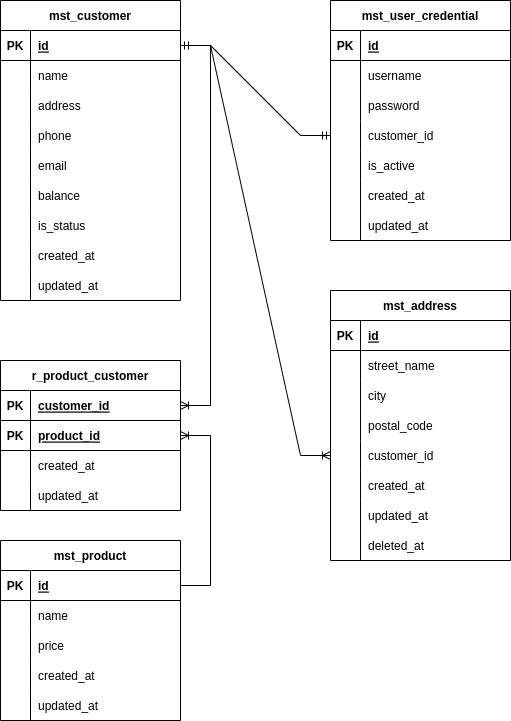 mst_customer
PK id
name
address
phone
email
balance
is_status
created_at
updated_at
mst_user_credential
PK id
username
password
customer_id
is_active
created_at
updated_at
mst_address
PK id
street_name
city
postal_code
customer_id
created_at
updated_at
deleted_at
r_product_customer
PK customer_id
PK product_id
created_at
updated_at
mst_product
PK id
name
price
created_at
updated_at